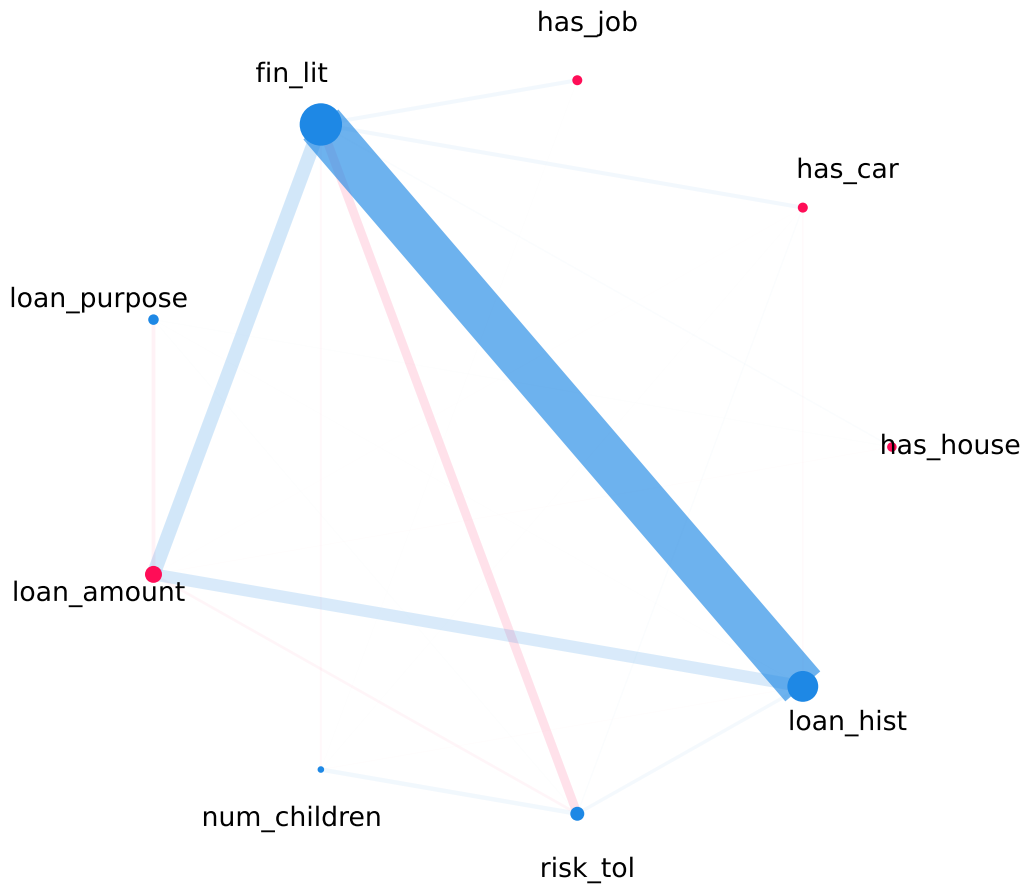 has_job
fin_lit
has_car
loan_purpose
has_house
loan_amount
loan_hist
num_children
risk_tol